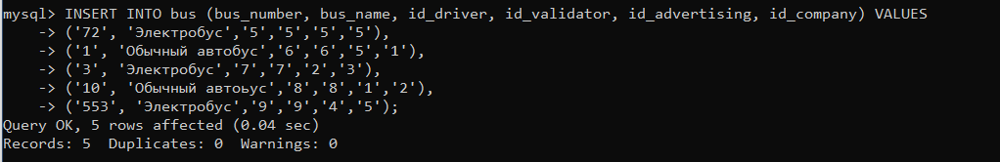 mysql> INSERT INTO bus (bus_number, bus_name, id_driver, id_validator, id_advertising, id_company) VALUES
-> ('72', 'Электробус','5','5','5','5'),
-> ('1', 'Обычный автобус','6','6','5','1'),
-> ('3', 'Электробус','7','7','2','3'),
-> ('10', 'Обычный автоьус','8','8','1','2'),
-> ('553', 'Электробус','9','9','4','5');
Query OK, 5 rows affected (0.04 sec)
Records: 5  Duplicates: 0  Warnings: 0